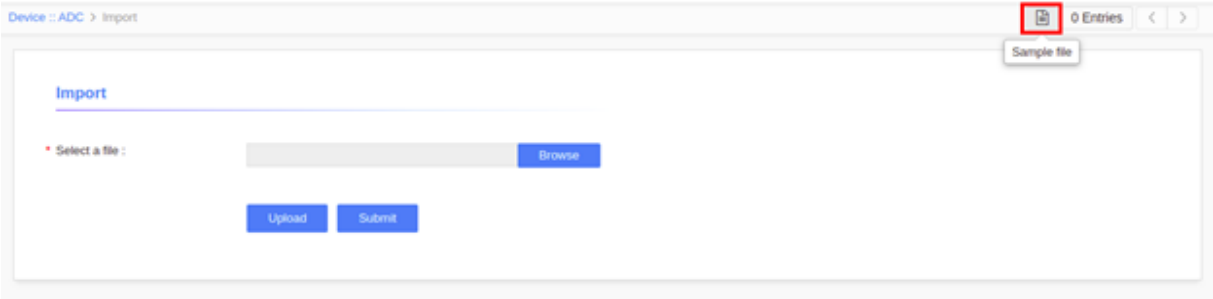 Device :: ADC > Import
0 Entries < >
Sample file
Import
* Select a file :
Browse
Upload
Submit